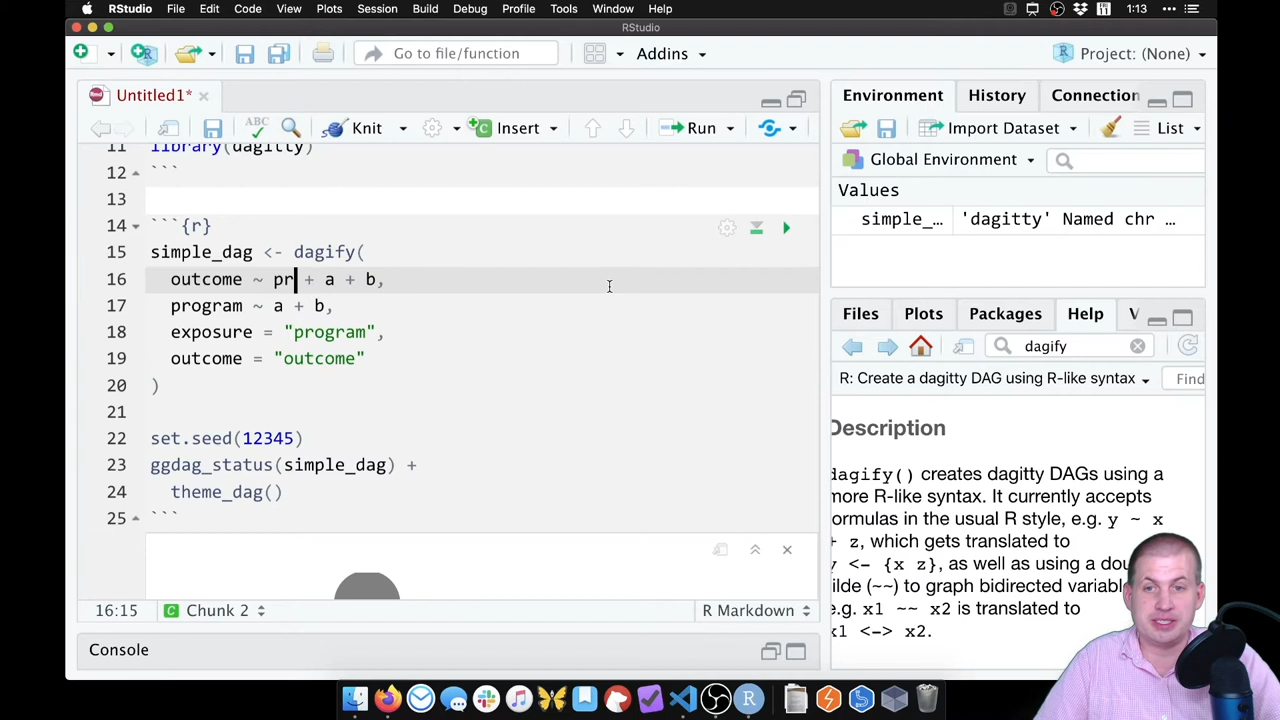 RStudio File Edit Code View Plots Session Build Debug Profile Tools Window Help 1:13
RStudio
Go to file/function Addins Project: (None)
Untitled1*
ABC Knit Insert Run
11 library(dagitty)
12 ```
13
14 ```{r}
15 simple_dag <- dagify(
16 outcome ~ pr + a + b,
17 program ~ a + b,
18 exposure = "program",
19 outcome = "outcome"
20 )
21
22 set.seed(12345)
23 ggdag_status(simple_dag) +
24 theme_dag()
25 ```
16:15 Chunk 2 R Markdown
Console
Environment History Connection
Import Dataset List
Global Environment
Values
simple_… 'dagitty' Named chr …
Files Plots Packages Help V
dagify
R: Create a dagitty DAG using R-like syntax Find
Description
dagify() creates dagitty DAGs using a
more R-like syntax. It currently accepts
formulas in the usual R style, e.g. y ~ x
+ z, which gets translated to
y <- {x z}, as well as using a dou
tilde (~~) to graph bidirected variabl
e.g. x1 ~~ x2 is translated to
x1 <-> x2.